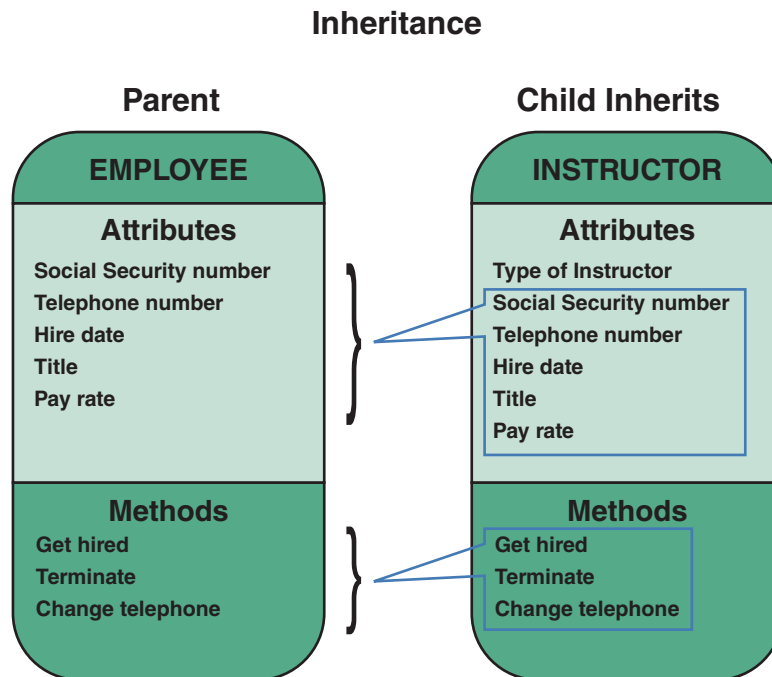 Inheritance
Parent
EMPLOYEE
Attributes
Social Security number
Telephone number
Hire date
Title
Pay rate
Methods
Get hired
Terminate
Change telephone
Child Inherits
INSTRUCTOR
Attributes
Type of Instructor
Social Security number
Telephone number
Hire date
Title
Pay rate
Methods
Get hired
Terminate
Change telephone